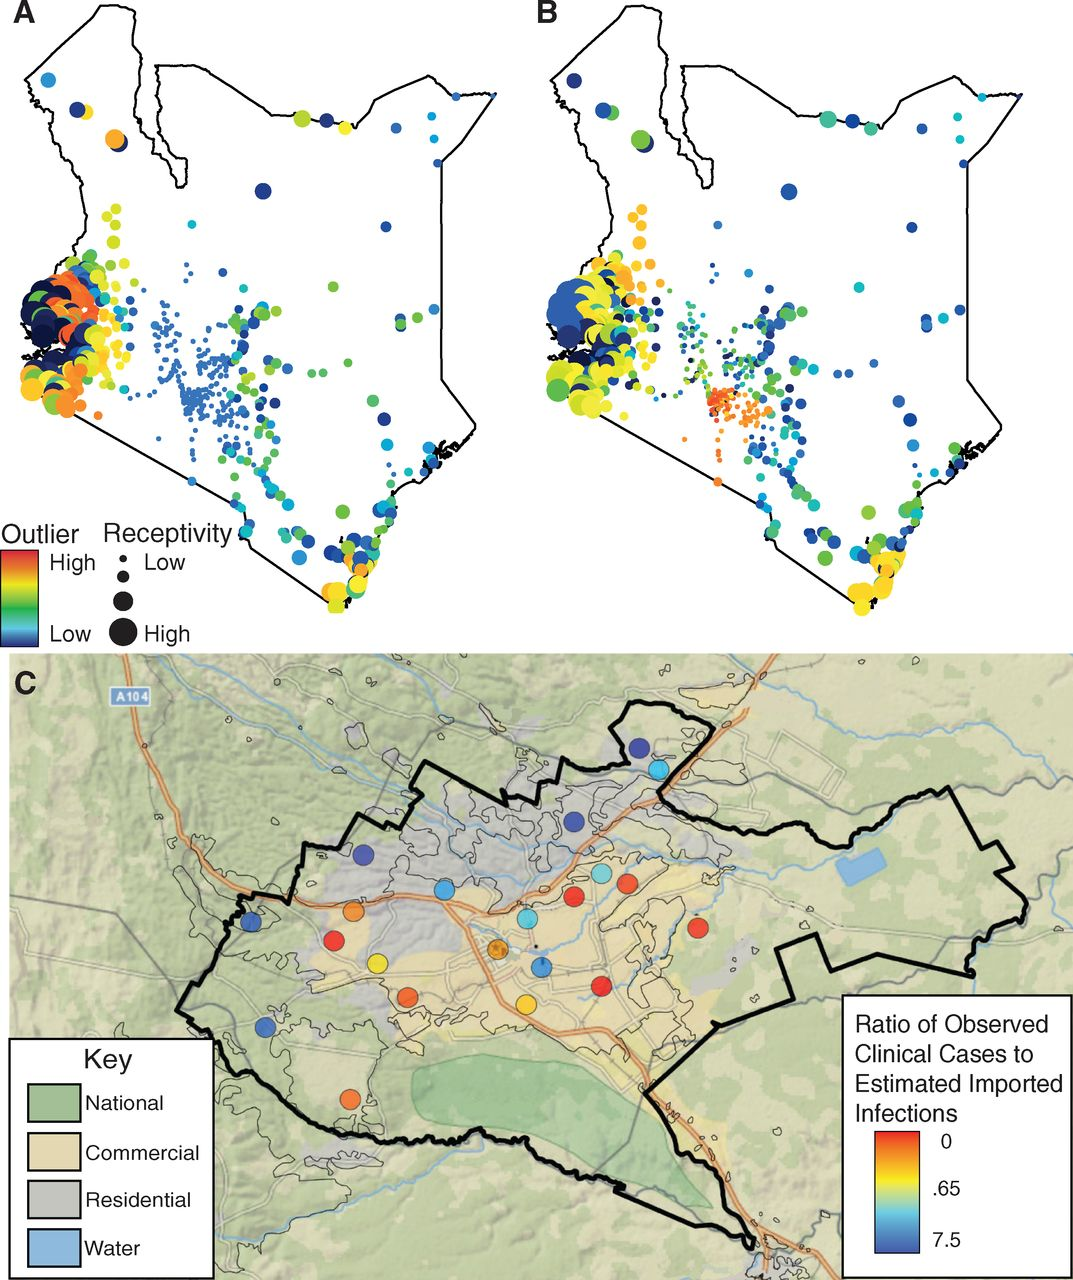 A
B
Outlier
High
Low
Receptivity
Low
High
C
A104
Key
National
Commercial
Residential
Water
Ratio of Observed
Clinical Cases to
Estimated Imported
Infections
0
.65
7.5